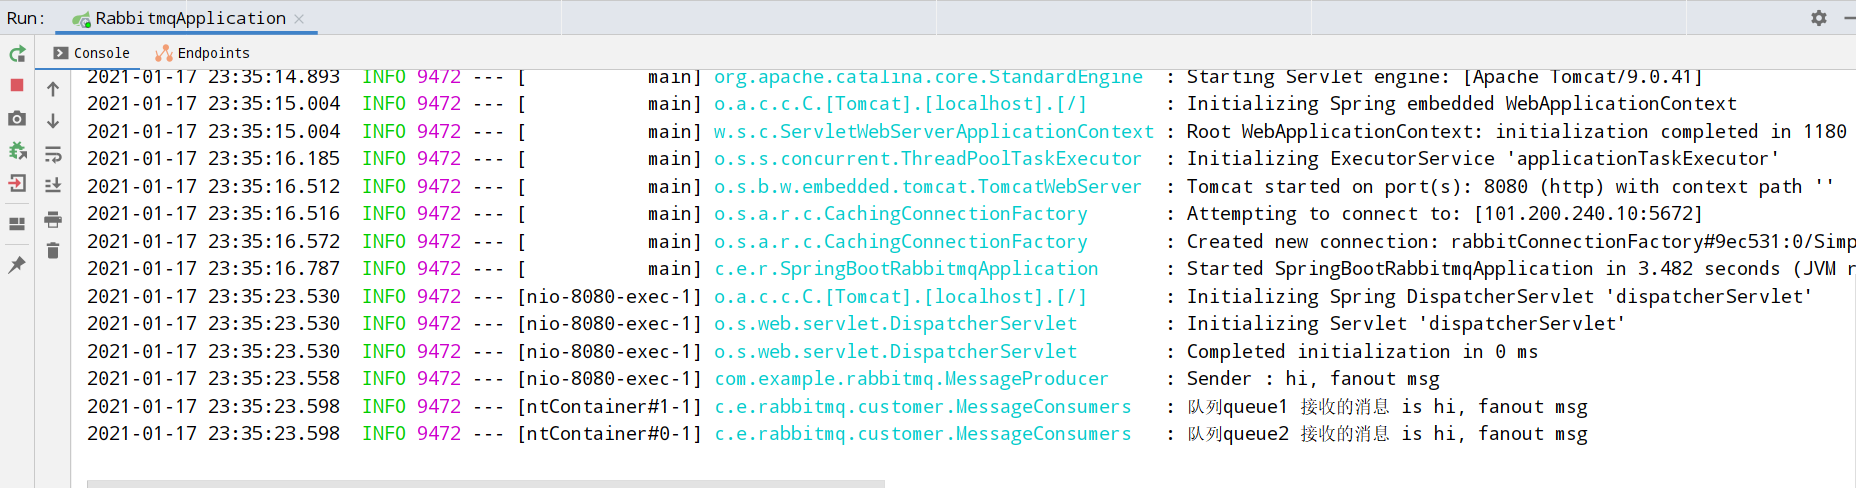 Run: RabbitmqApplication
Console Endpoints
2021-01-17 23:35:14.893 INFO 9472 --- [ main] org.apache.catalina.core.StandardEngine : Starting Servlet engine: [Apache Tomcat/9.0.41]
2021-01-17 23:35:15.004 INFO 9472 --- [ main] o.a.c.c.C.[Tomcat].[localhost].[/] : Initializing Spring embedded WebApplicationContext
2021-01-17 23:35:15.004 INFO 9472 --- [ main] w.s.c.ServletWebServerApplicationContext : Root WebApplicationContext: initialization completed in 1180
2021-01-17 23:35:16.185 INFO 9472 --- [ main] o.s.s.concurrent.ThreadPoolTaskExecutor : Initializing ExecutorService 'applicationTaskExecutor'
2021-01-17 23:35:16.512 INFO 9472 --- [ main] o.s.b.w.embedded.tomcat.TomcatWebServer : Tomcat started on port(s): 8080 (http) with context path ''
2021-01-17 23:35:16.516 INFO 9472 --- [ main] o.s.a.r.c.CachingConnectionFactory : Attempting to connect to: [101.200.240.10:5672]
2021-01-17 23:35:16.572 INFO 9472 --- [ main] o.s.a.r.c.CachingConnectionFactory : Created new connection: rabbitConnectionFactory#9ec531:0/Simp
2021-01-17 23:35:16.787 INFO 9472 --- [ main] c.e.r.SpringBootRabbitmqApplication : Started SpringBootRabbitmqApplication in 3.482 seconds (JVM r
2021-01-17 23:35:23.530 INFO 9472 --- [nio-8080-exec-1] o.a.c.c.C.[Tomcat].[localhost].[/] : Initializing Spring DispatcherServlet 'dispatcherServlet'
2021-01-17 23:35:23.530 INFO 9472 --- [nio-8080-exec-1] o.s.web.servlet.DispatcherServlet : Initializing Servlet 'dispatcherServlet'
2021-01-17 23:35:23.530 INFO 9472 --- [nio-8080-exec-1] o.s.web.servlet.DispatcherServlet : Completed initialization in 0 ms
2021-01-17 23:35:23.558 INFO 9472 --- [nio-8080-exec-1] com.example.rabbitmq.MessageProducer : Sender : hi, fanout msg
2021-01-17 23:35:23.598 INFO 9472 --- [ntContainer#1-1] c.e.rabbitmq.customer.MessageConsumers : 队列queue1 接收的消息 is hi, fanout msg
2021-01-17 23:35:23.598 INFO 9472 --- [ntContainer#0-1] c.e.rabbitmq.customer.MessageConsumers : 队列queue2 接收的消息 is hi, fanout msg